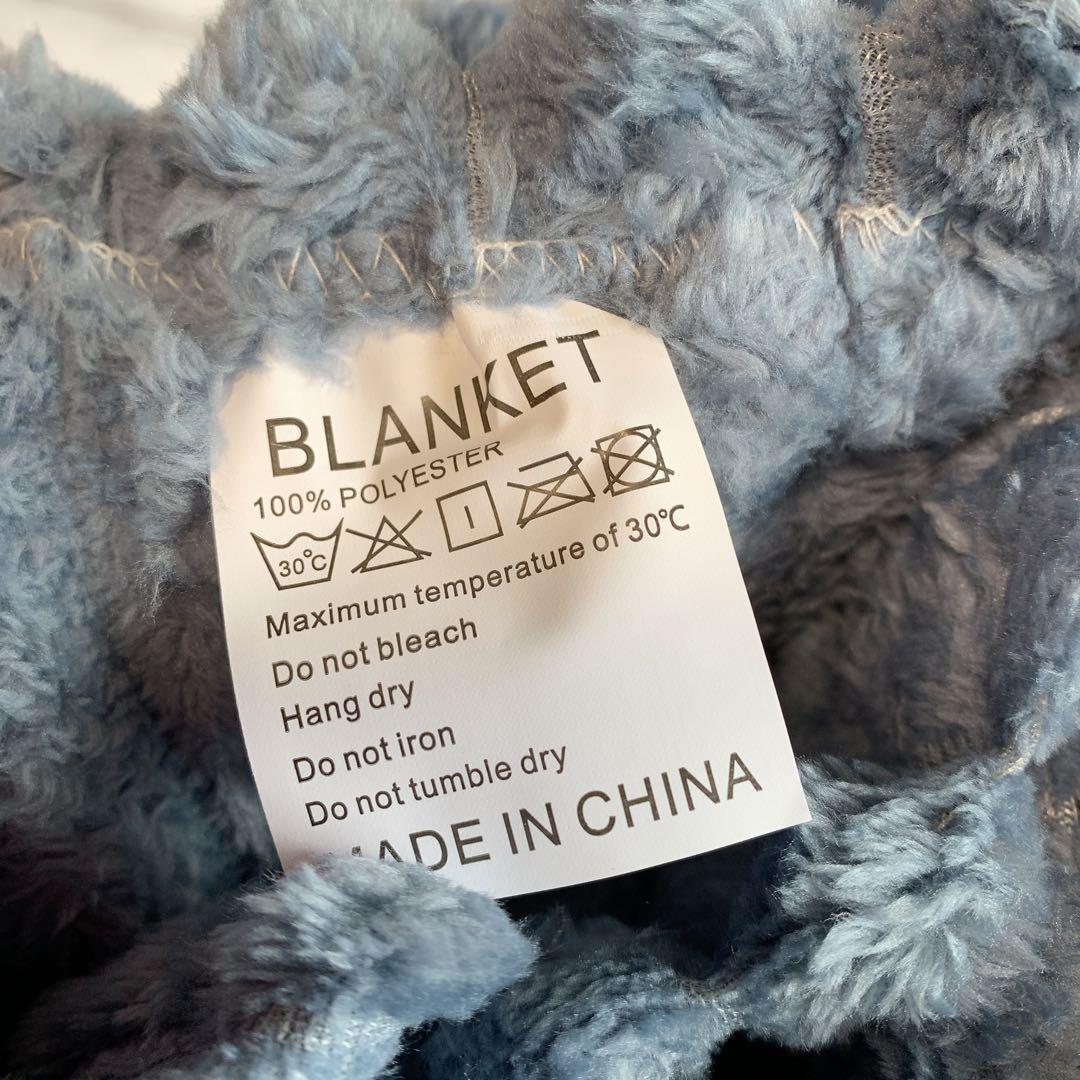 BLANKET
100% POLYESTER
30°C
Maximum temperature of 30℃
Do not bleach
Hang dry
Do not iron
Do not tumble dry
MADE IN CHINA